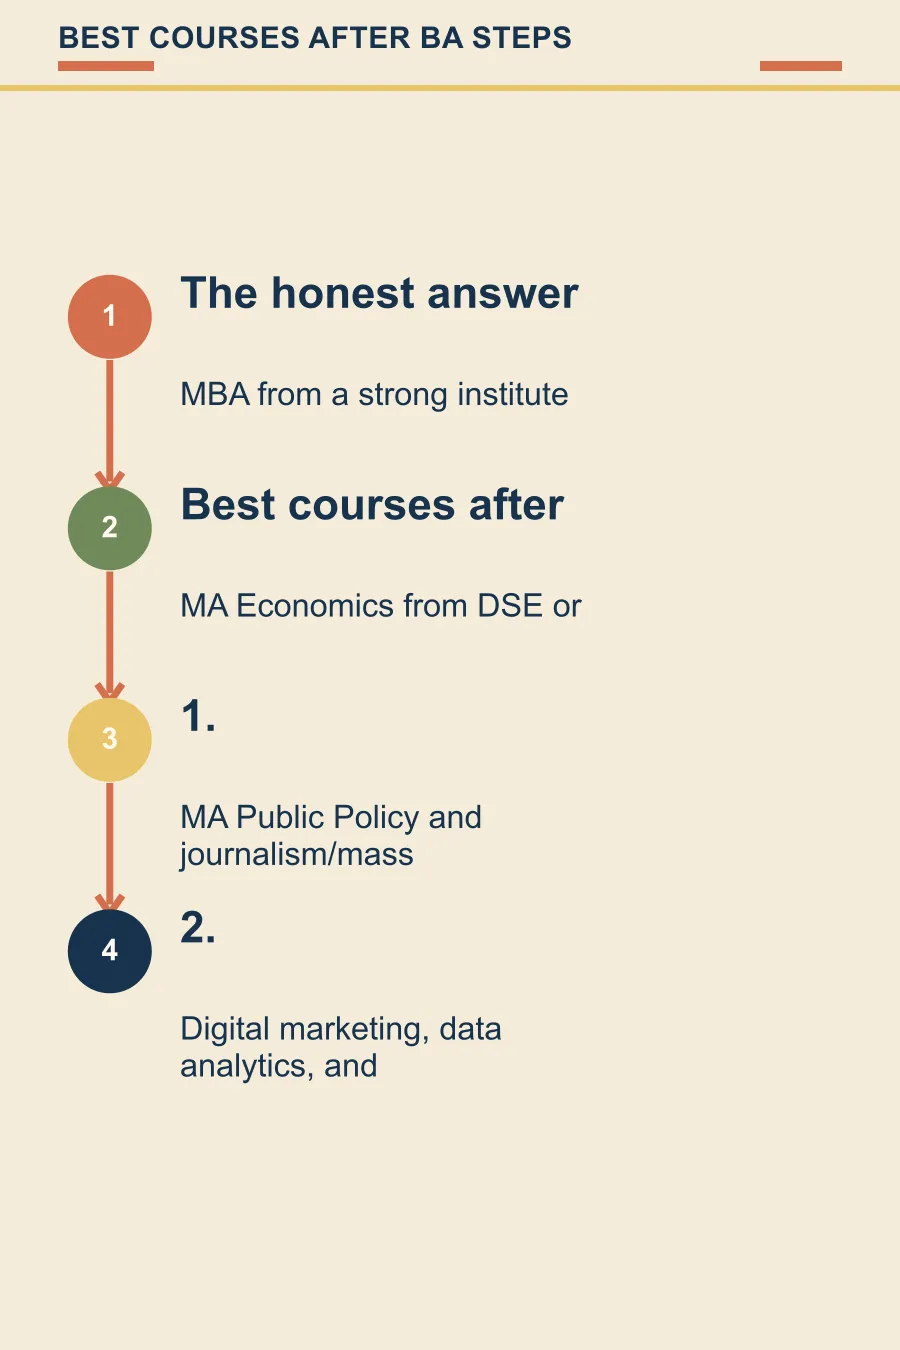 BEST COURSES AFTER BA STEPS
1
The honest answer
MBA from a strong institute
2
Best courses after
MA Economics from DSE or
3
1.
MA Public Policy and
journalism/mass
4
2.
Digital marketing, data
analytics, and